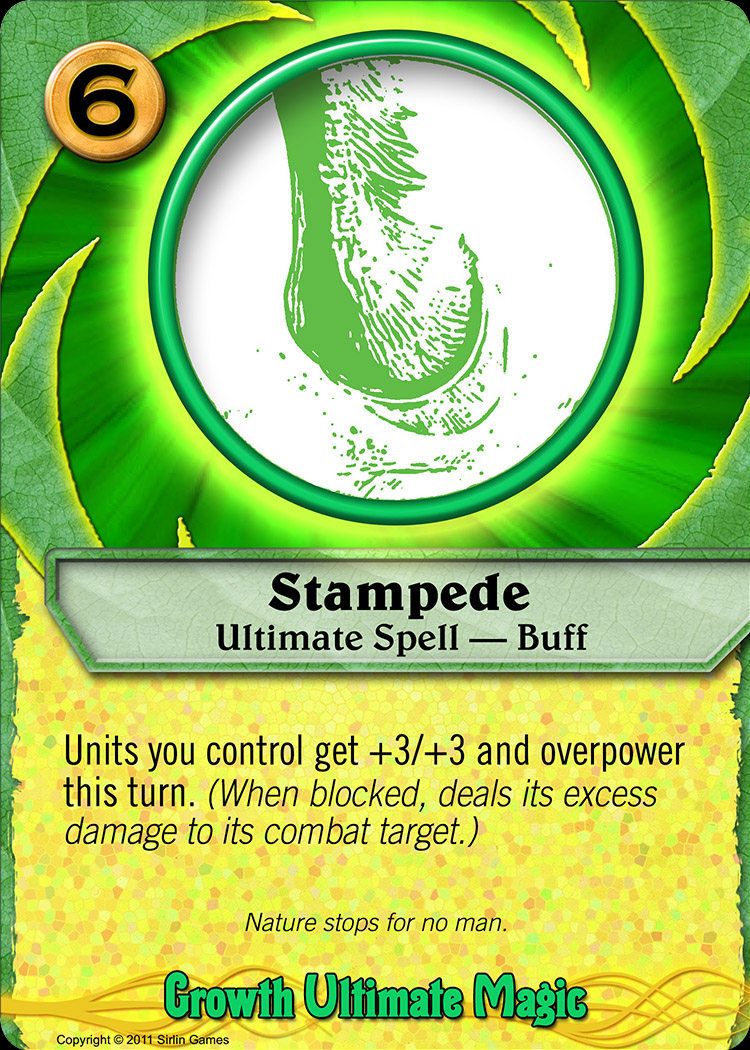 6
Stampede
Ultimate Spell — Buff
Units you control get +3/+3 and overpower
this turn. (When blocked, deals its excess
damage to its combat target.)
Nature stops for no man.
Growth Ultimate Magic
Copyright © 2011 Sirlin Games